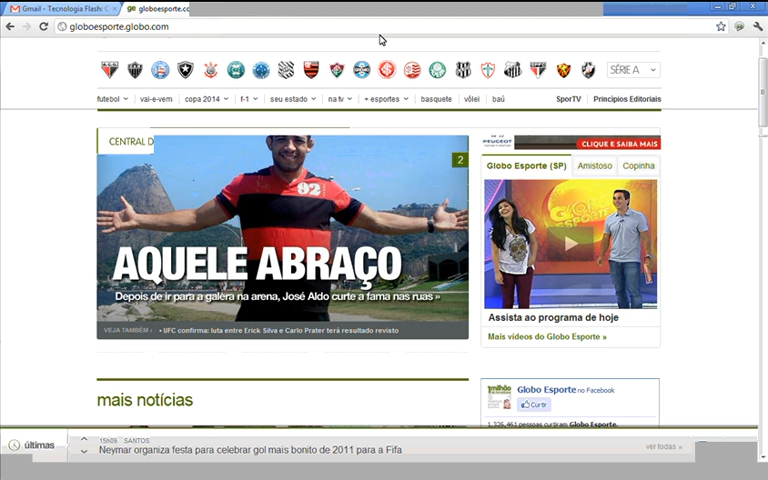 Gmail - Tecnologia Flash: C
globoesporte.co
globoesporte.globo.com
SÉRIE A
futebol
vai-e-vem
copa 2014
f-1
seu estado
na tv
+ esportes
basquete
vôlei
baú
SporTV
Principios Editoriais
CENTRAL D
2
92
AQUELE ABRAÇO
Depois de ir para a galera na arena, José Aldo curte a fama nas ruas »
VEJA TAMBÉM ›
• UFC confirma: luta entre Erick Silva e Carlo Prater terá resultado revisto
PEUGEOT
CLIQUE E SAIBA MAIS
Globo Esporte (SP)
Amistoso
Copinha
Assista ao programa de hoje
Mais vídeos do Globo Esporte »
mais notícias
Globo Esporte no Facebook
Curtir
1,326,461 pessoas curtiram Globo Esporte.
últimas
15h09 SANTOS
Neymar organiza festa para celebrar gol mais bonito de 2011 para a Fifa
ver todas »